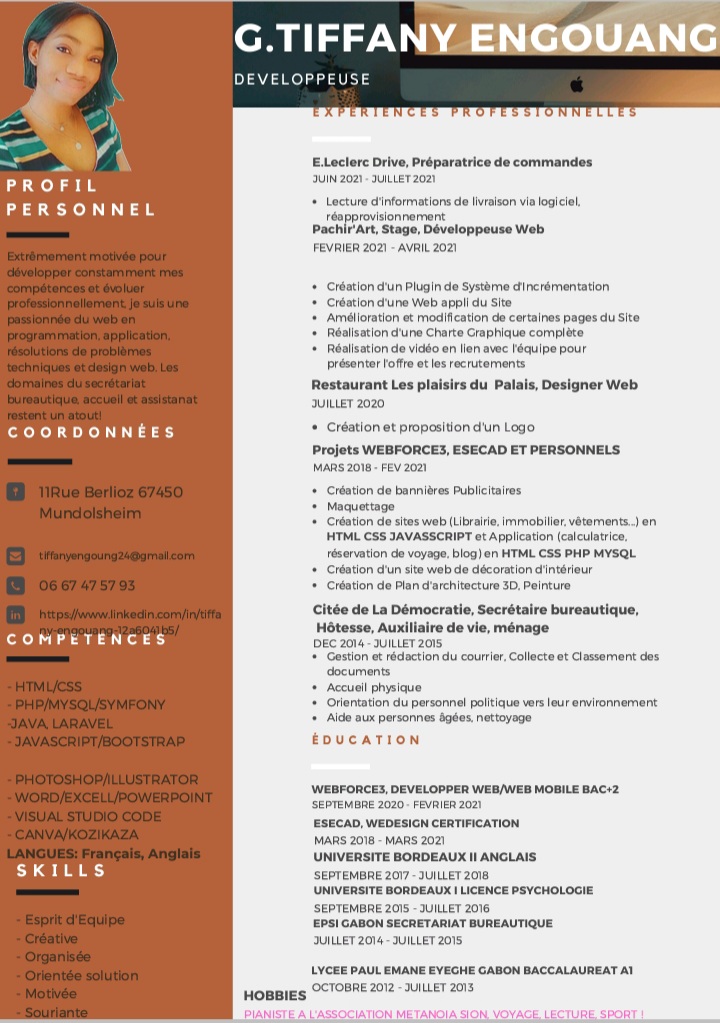 G.TIFFANY ENGOUANG
DEVELOPPEUSE
PROFIL
PERSONNEL
Extrêmement motivée pour
développer constamment mes
compétences et évoluer
professionnellement, je suis une
passionnée du web en
programmation, application,
résolutions de problèmes
techniques et design web. Les
domaines du secrétariat
bureautique, accueil et assistanat
restent un atout!
COORDONNÉES
11Rue Berlioz 67450
Mundolsheim
tiffanyengoung24@gmail.com
06 67 47 57 93
https://www.linkedin.com/in/tiffa
ny-engouang-12a6041b5/
COMPÉTENCES
- HTML/CSS
- PHP/MYSQL/SYMFONY
-JAVA, LARAVEL
- JAVASCRIPT/BOOTSTRAP
- PHOTOSHOP/ILLUSTRATOR
- WORD/EXCELL/POWERPOINT
- VISUAL STUDIO CODE
- CANVA/KOZIKAZA
LANGUES: Français, Anglais
SKILLS
- Esprit d'Equipe
- Créative
- Organisée
- Orientée solution
- Motivée
- Souriante
EXPÉRIENCES PROFESSIONNELLES
E.Leclerc Drive, Préparatrice de commandes
JUIN 2021 - JUILLET 2021
• Lecture d'informations de livraison via logiciel,
réapprovisionnement
Pachir'Art, Stage, Développeuse Web
FEVRIER 2021 - AVRIL 2021
• Création d'un Plugin de Système d'Incrémentation
• Création d'une Web appli du Site
• Amélioration et modification de certaines pages du Site
• Réalisation d'une Charte Graphique complète
• Réalisation de vidéo en lien avec l'équipe pour
présenter l'offre et les recrutements
Restaurant Les plaisirs du Palais, Designer Web
JUILLET 2020
• Création et proposition d'un Logo
Projets WEBFORCE3, ESECAD ET PERSONNELS
MARS 2018 - FEV 2021
• Création de bannières Publicitaires
• Maquettage
• Création de sites web (Librairie, immobilier, vêtements...) en
HTML CSS JAVASSCRIPT et Application (calculatrice,
réservation de voyage, blog) en HTML CSS PHP MYSQL
• Création d'un site web de décoration d'intérieur
• Création de Plan d'architecture 3D, Peinture
Citée de La Démocratie, Secrétaire bureautique,
Hôtesse, Auxiliaire de vie, ménage
DEC 2014 - JUILLET 2015
• Gestion et rédaction du courrier, Collecte et Classement des
documents
• Accueil physique
• Orientation du personnel politique vers leur environnement
• Aide aux personnes âgées, nettoyage
ÉDUCATION
WEBFORCE3, DEVELOPPER WEB/WEB MOBILE BAC+2
SEPTEMBRE 2020 - FEVRIER 2021
ESECAD, WEDESIGN CERTIFICATION
MARS 2018 - MARS 2021
UNIVERSITE BORDEAUX II ANGLAIS
SEPTEMBRE 2017 - JUILLET 2018
UNIVERSITE BORDEAUX I LICENCE PSYCHOLOGIE
SEPTEMBRE 2015 - JUILLET 2016
EPSI GABON SECRETARIAT BUREAUTIQUE
JUILLET 2014 - JUILLET 2015
LYCEE PAUL EMANE EYEGHE GABON BACCALAUREAT A1
OCTOBRE 2012 - JUILLET 2013
HOBBIES
PIANISTE A L'ASSOCIATION METANOIA SION, VOYAGE, LECTURE, SPORT !